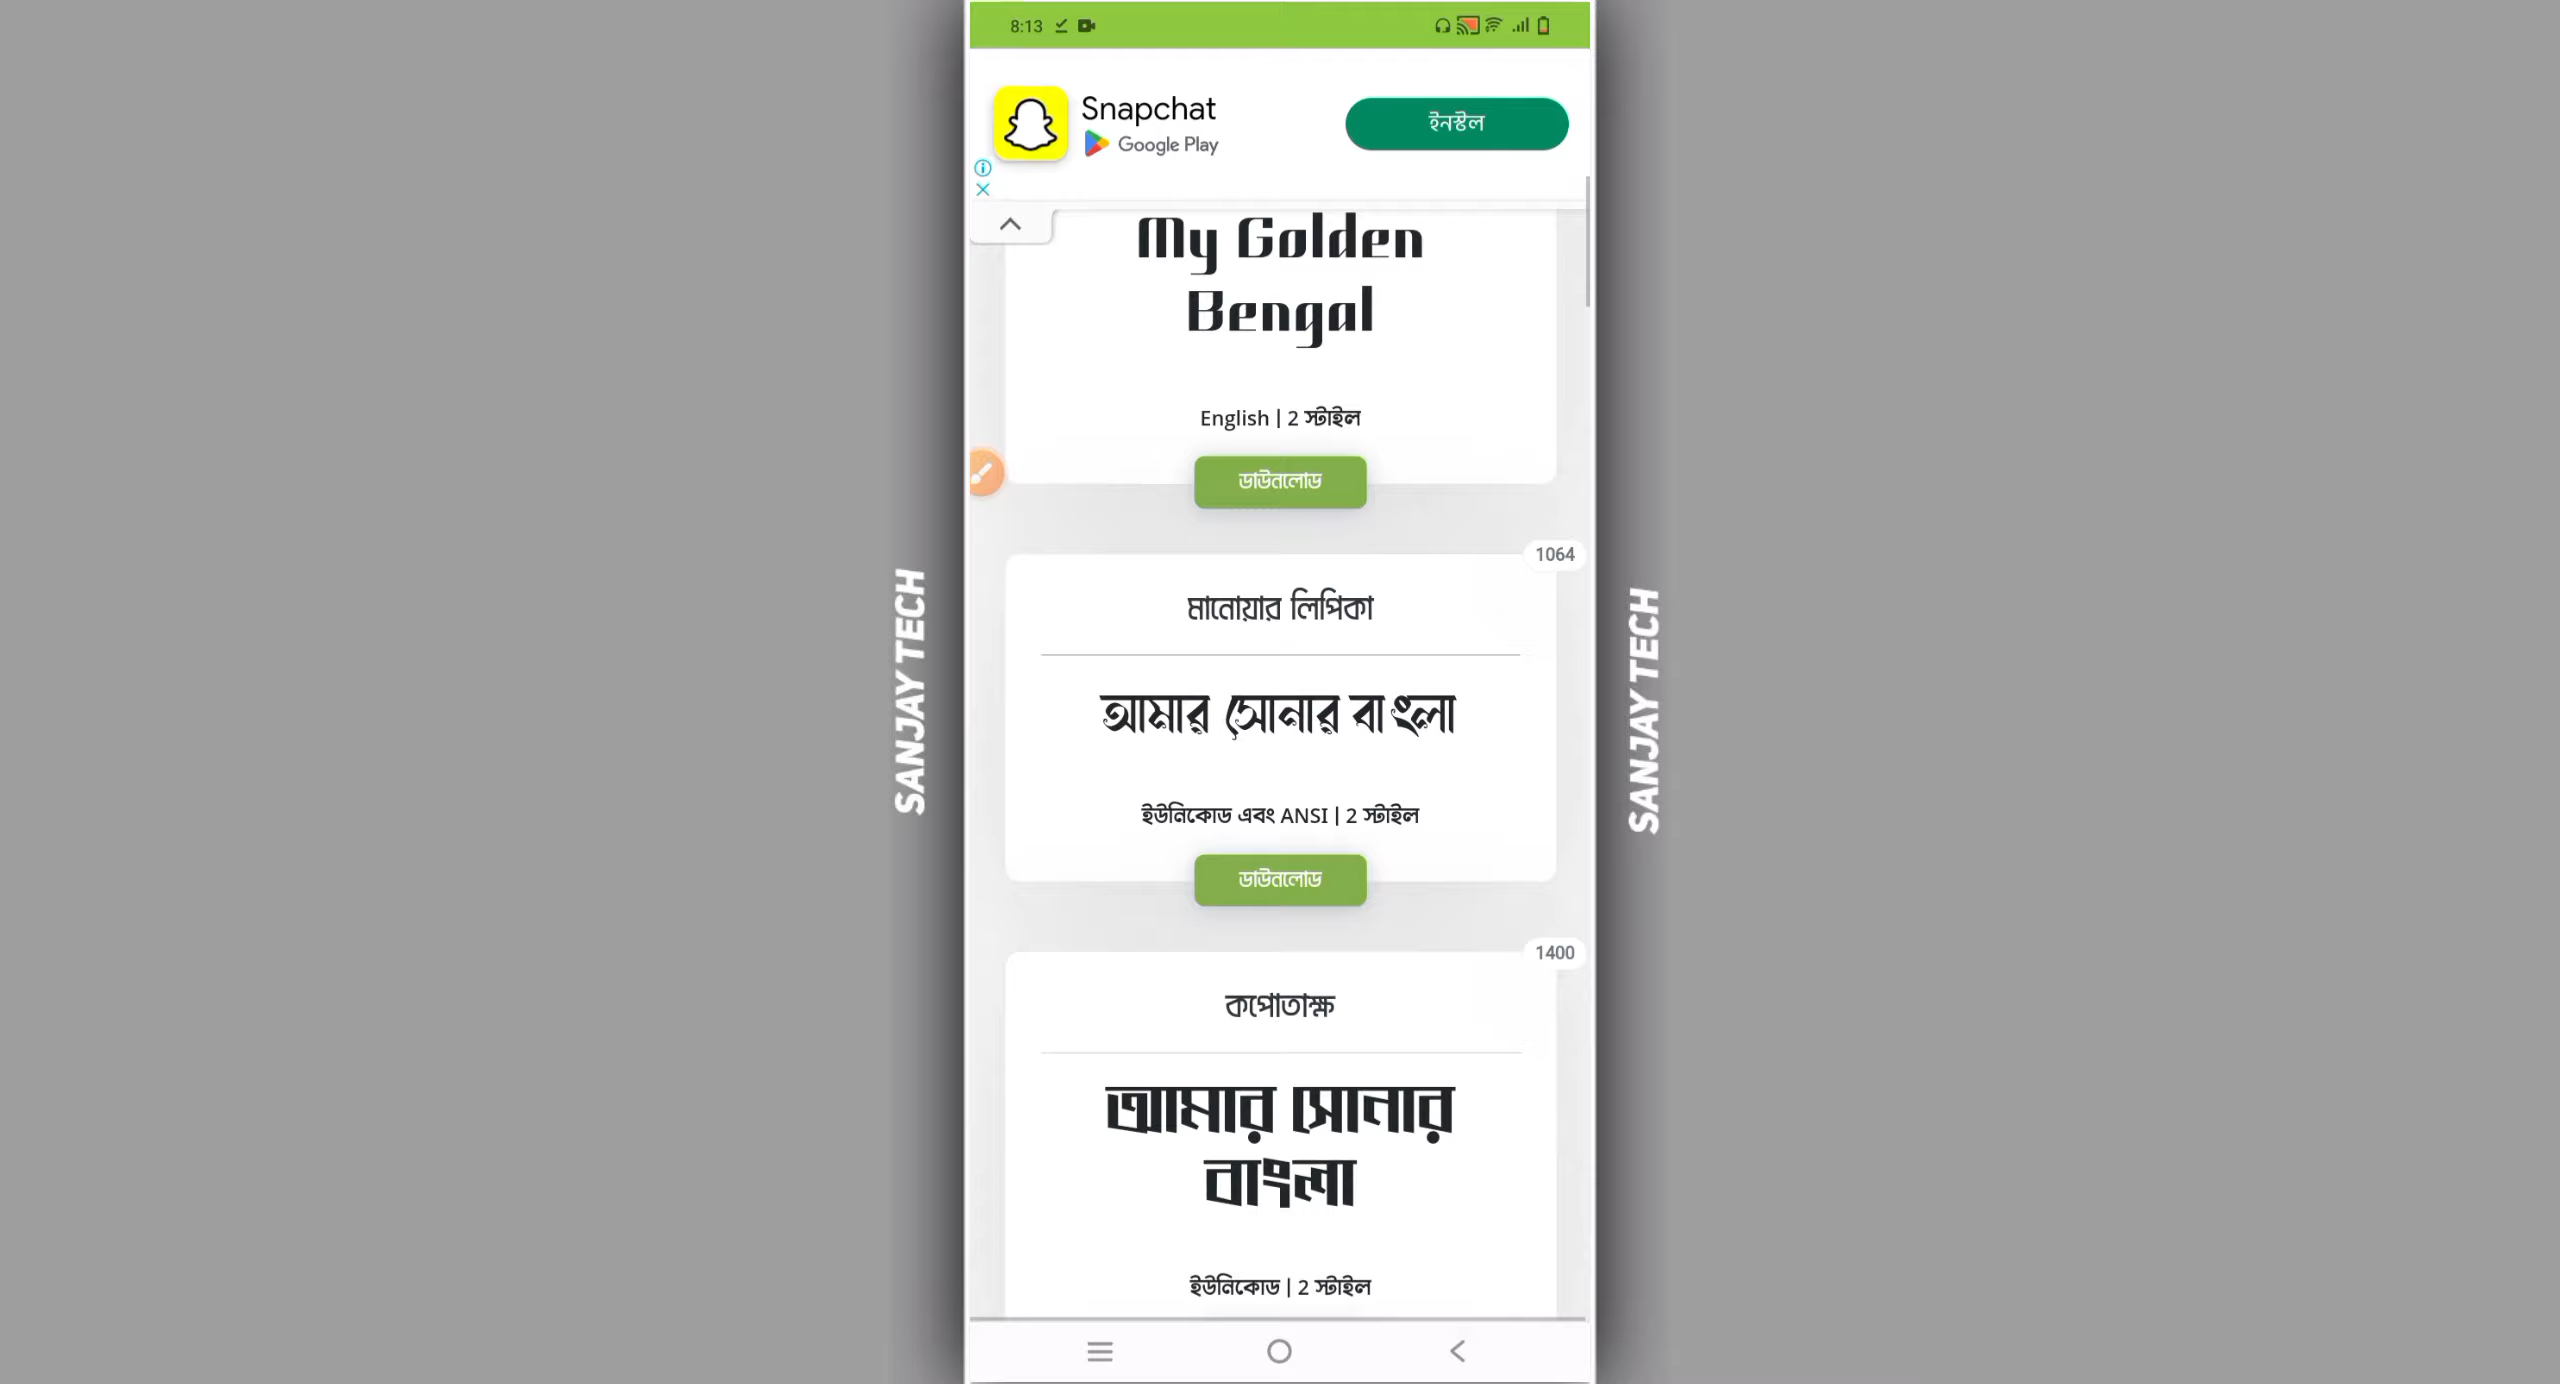 8:13
Snapchat
Google Play
ইনস্টল
My Golden
Bengal
English | 2 স্টাইল
ডাউনলোড
1064
মানোয়ার লিপিকা
আমার সোনার বাংলা
ইউনিকোড এবং ANSI | 2 স্টাইল
ডাউনলোড
1400
কপোতাক্ষ
আমার সোনার
বাংলা
ইউনিকোড | 2 স্টাইল
SANJAY TECH
SANJAY TECH